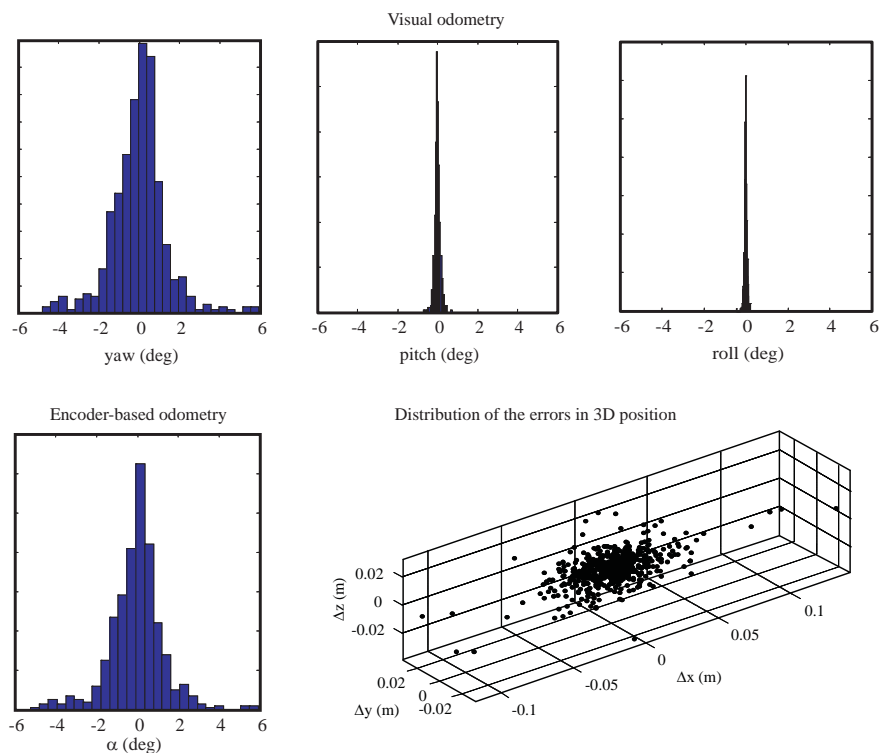 Visual odometry
-6 -4 -2 0 2 4 6
yaw (deg)
-6 -4 -2 0 2 4 6
pitch (deg)
-6 -4 -2 0 2 4 6
roll (deg)
Encoder-based odometry
-6 -4 -2 0 2 4 6
α (deg)
Distribution of the errors in 3D position
0.02
0
-0.02
Δz (m)
0.02
0
-0.02
Δy (m)
-0.1
-0.05
0
0.05
0.1
Δx (m)